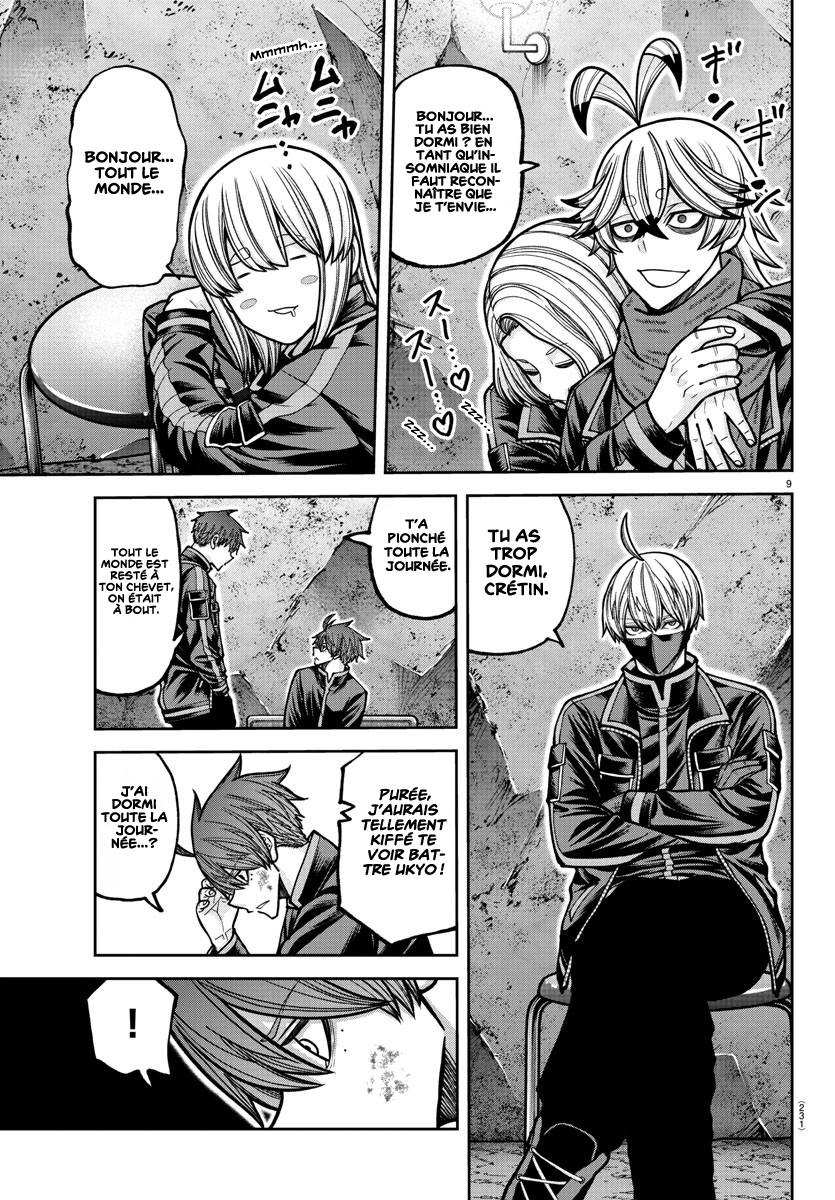 BONJOUR...
TU AS BIEN
DORMI ? EN
TANT QU'IN-
SOMNIAQUE IL
FAUT RECON-
NAÎTRE QUE
JE T'ENVIE...
ギンギン
スー...♡
スー...♡
ZZZ...
ZZZ...
Mmmmh...
ムニャ
ムニャ
...
BONJOUR...
TOUT LE
MONDE...
9
TU AS
TROP
DORMI,
CRÉTIN.
T'A
PIONCHÉ
TOUTE LA
JOURNÉE.
TOUT LE
MONDE EST
RESTÉ À
TON CHEVET,
ON ÉTAIT
À BOUT.
PURÉE,
J'AURAIS
TELLEMENT
KIFFÉ TE
VOIR BAT-
TRE UKYO !
J'AI
DORMI
TOUTE LA
JOUR-
NÉE...?
!
(231)